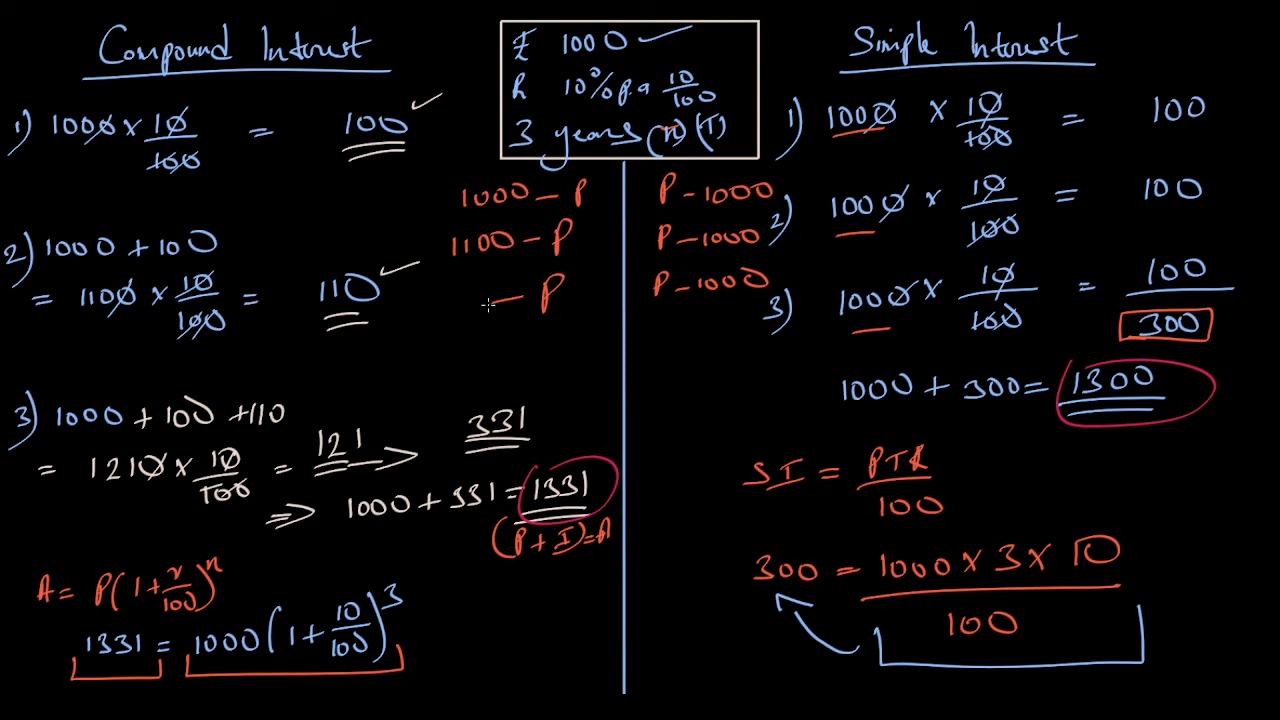 Compound Interest
1) 1000 × 10/100 = 100
2) 1000 + 100
= 1100 × 10/100 = 110
3) 1000 + 100 + 110
= 1210 × 10/100 = 121
331
=> 1000 + 331 = 1331
(P + I) = A
A = P(1 + r/100)^n
1331 = 1000(1 + 10/100)^3
₹ 1000
R 10% p.a 10/100
3 years (n) (T)
1000 - P
1100 - P
- P
P - 1000
P - 1000
P - 1000
Simple Interest
1) 1000 × 10/100 = 100
2) 1000 × 10/100 = 100
3) 1000 × 10/100 = 100
300
1000 + 300 = 1300
SI = PTR/100
300 = 1000 × 3 × 10
100